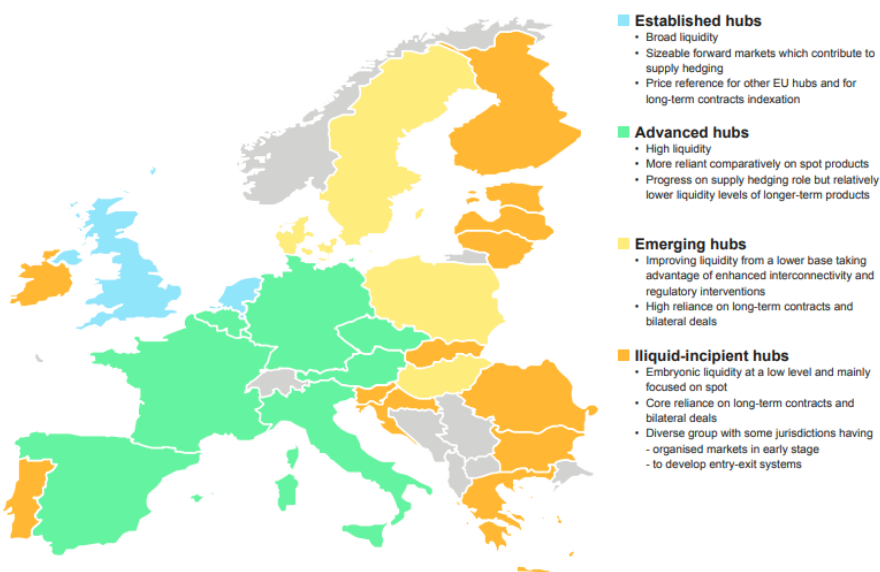 Established hubs
• Broad liquidity
• Sizeable forward markets which contribute to
supply hedging
• Price reference for other EU hubs and for
long-term contracts indexation
Advanced hubs
• High liquidity
• More reliant comparatively on spot products
• Progress on supply hedging role but relatively
lower liquidity levels of longer-term products
Emerging hubs
• Improving liquidity from a lower base taking
advantage of enhanced interconnectivity and
regulatory interventions
• High reliance on long-term contracts and
bilateral deals
Iliquid-incipient hubs
• Embryonic liquidity at a low level and mainly
focused on spot
• Core reliance on long-term contracts and
bilateral deals
• Diverse group with some jurisdictions having
- organised markets in early stage
- to develop entry-exit systems